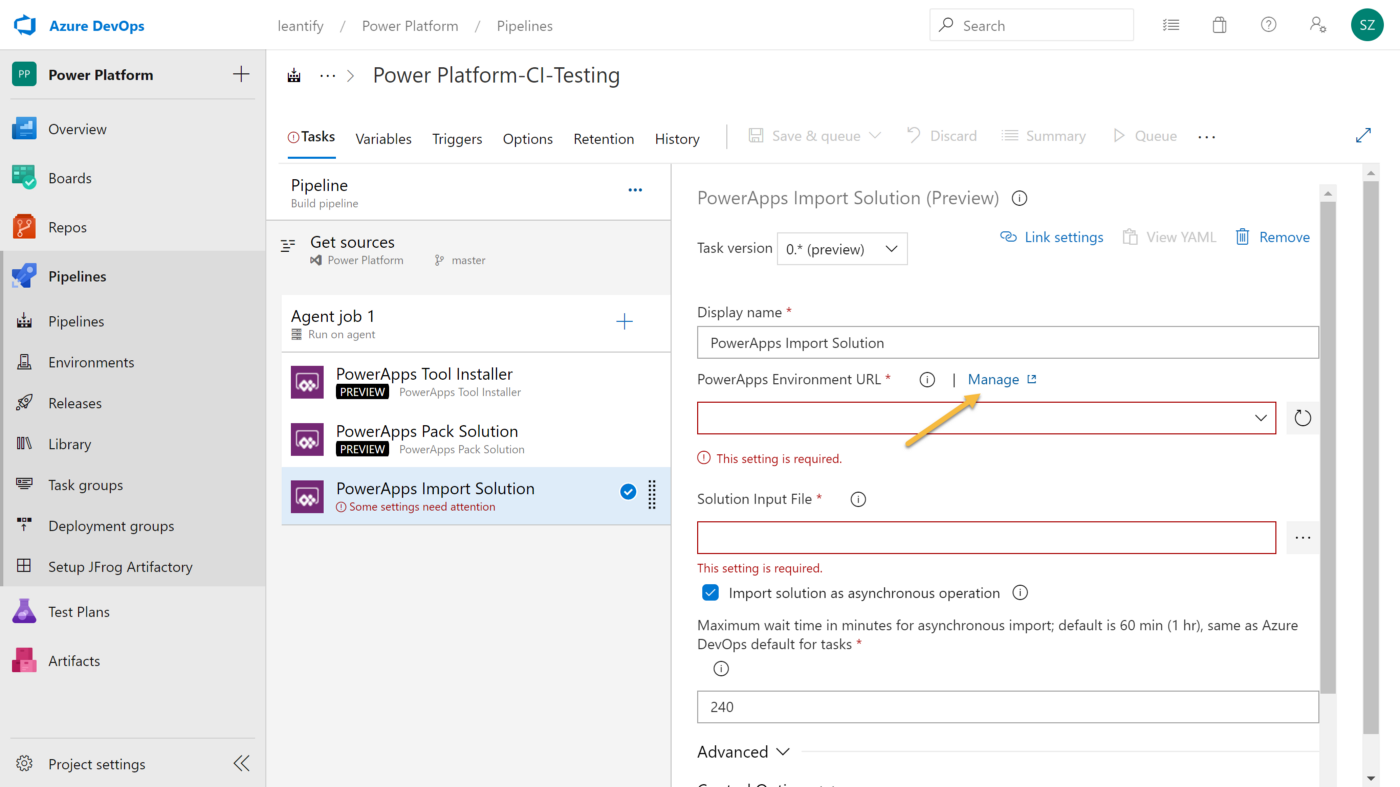 Azure DevOps
leantify / Power Platform / Pipelines
Search
SZ
PP Power Platform
Overview
Boards
Repos
Pipelines
Pipelines
Environments
Releases
Library
Task groups
Deployment groups
Setup JFrog Artifactory
Test Plans
Artifacts
Project settings
... > Power Platform-CI-Testing
Tasks Variables Triggers Options Retention History
Save & queue Discard Summary Queue ...
Pipeline
Build pipeline
Get sources
Power Platform master
Agent job 1
Run on agent
PowerApps Tool Installer
PREVIEW PowerApps Tool Installer
PowerApps Pack Solution
PREVIEW PowerApps Pack Solution
PowerApps Import Solution
Some settings need attention
PowerApps Import Solution (Preview)
Link settings View YAML Remove
Task version 0.* (preview)
Display name *
PowerApps Import Solution
PowerApps Environment URL * | Manage
This setting is required.
Solution Input File *
...
This setting is required.
Import solution as asynchronous operation
Maximum wait time in minutes for asynchronous import; default is 60 min (1 hr), same as Azure
DevOps default for tasks *
240
Advanced